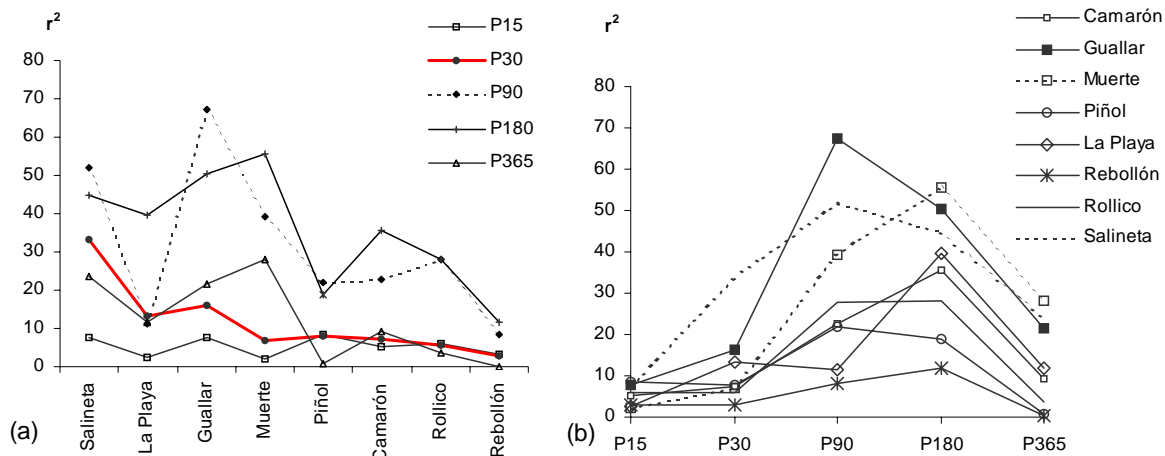 r²
P15
P30
P90
P180
P365
80
70
60
50
40
30
20
10
0
Salineta
La Playa
Guallar
Muerte
Piñol
Camarón
Rollico
Rebollón
(a)
r²
Camarón
Guallar
Muerte
Piñol
La Playa
Rebollón
Rollico
Salineta
80
70
60
50
40
30
20
10
0
P15 P30 P90 P180 P365
(b)